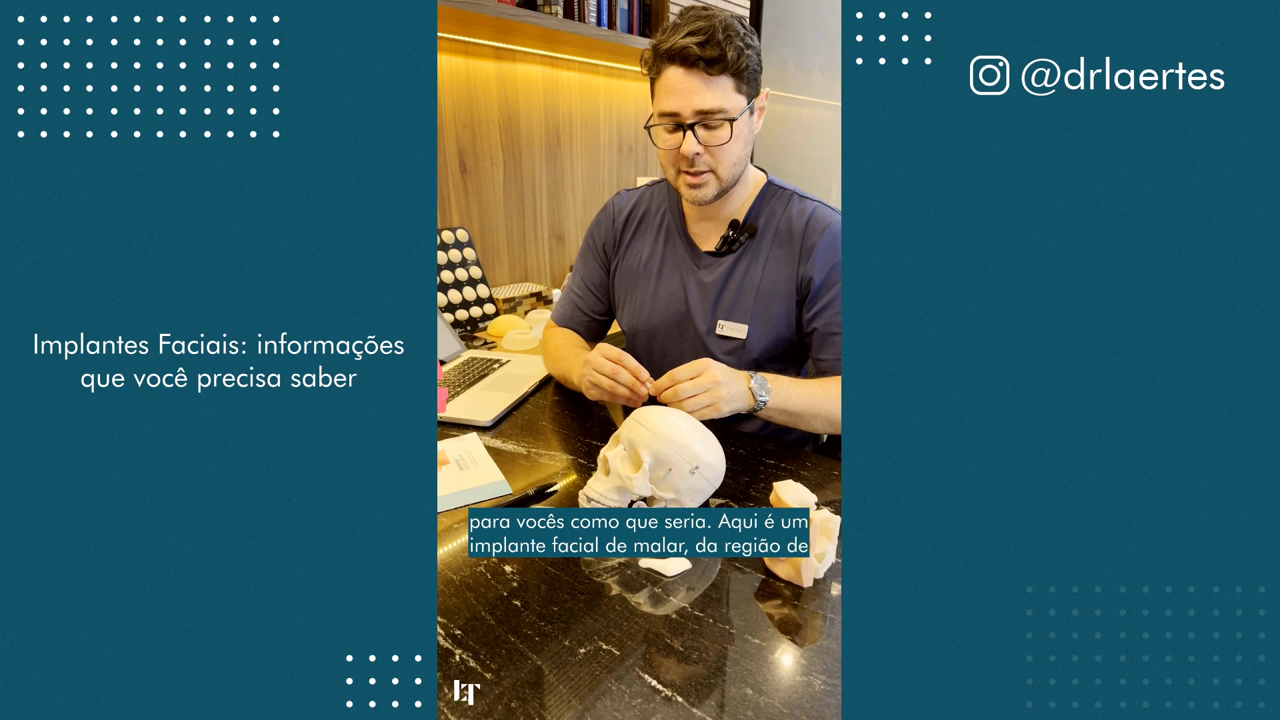 @drlaertes
Implantes Faciais: informações
que você precisa saber
para vocês como que seria. Aqui é um
implante facial de malar, da região de
LT